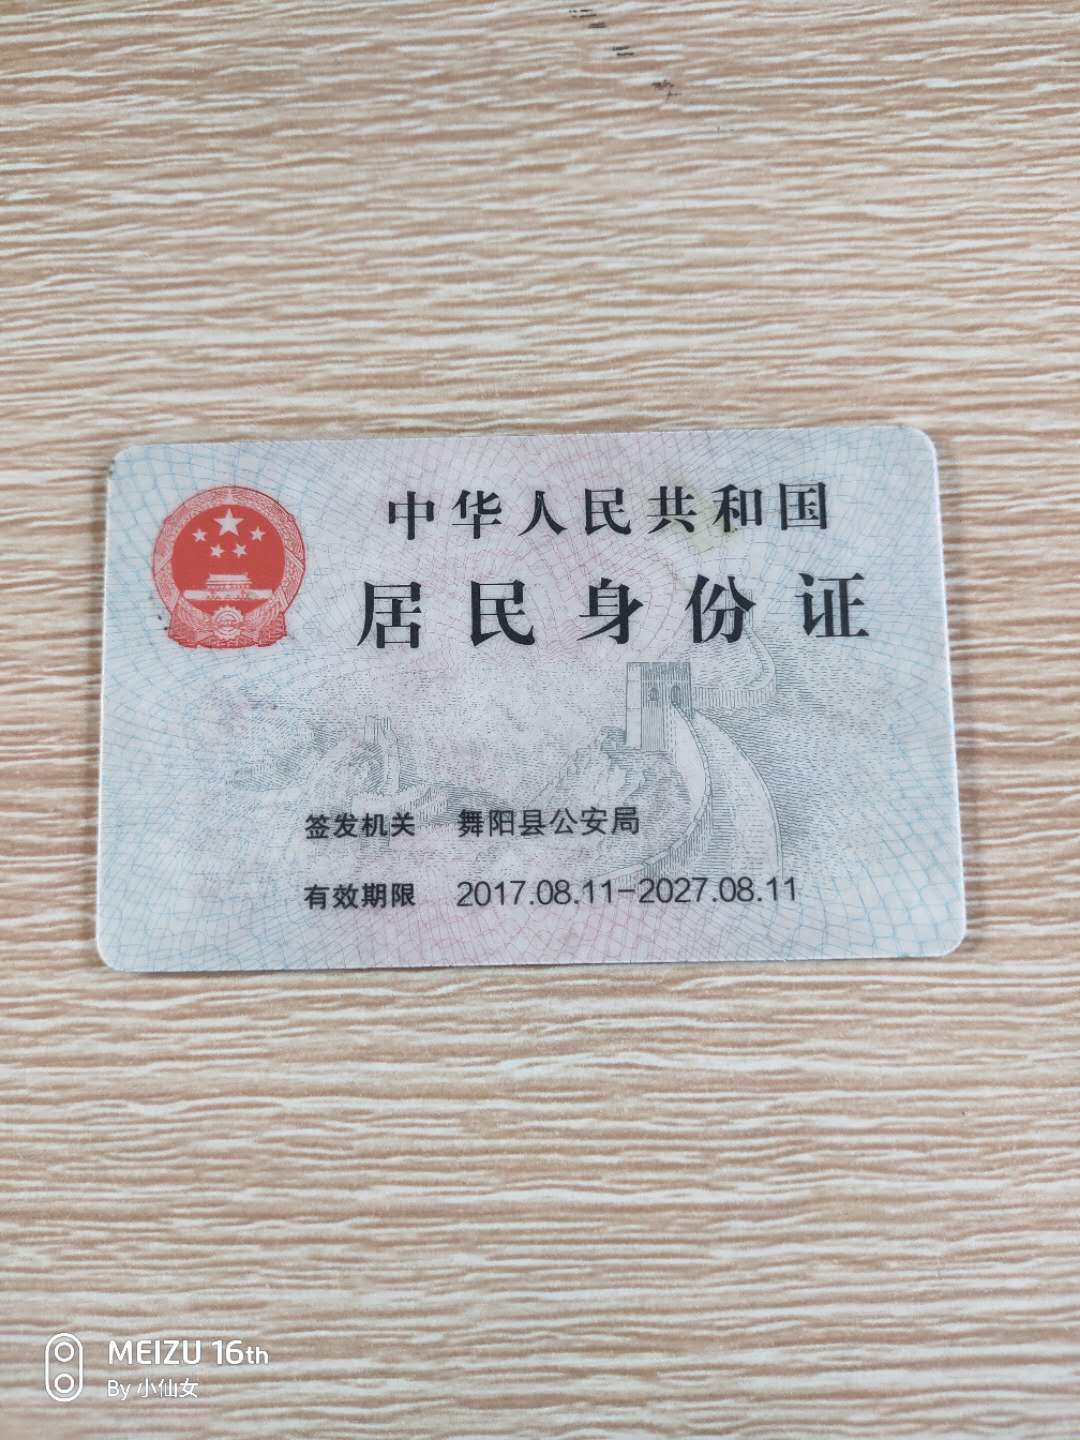 中华人民共和国
居民身份证
签发机关 舞阳县公安局
有效期限 2017.08.11-2027.08.11
MEIZU 16th
By 小仙女